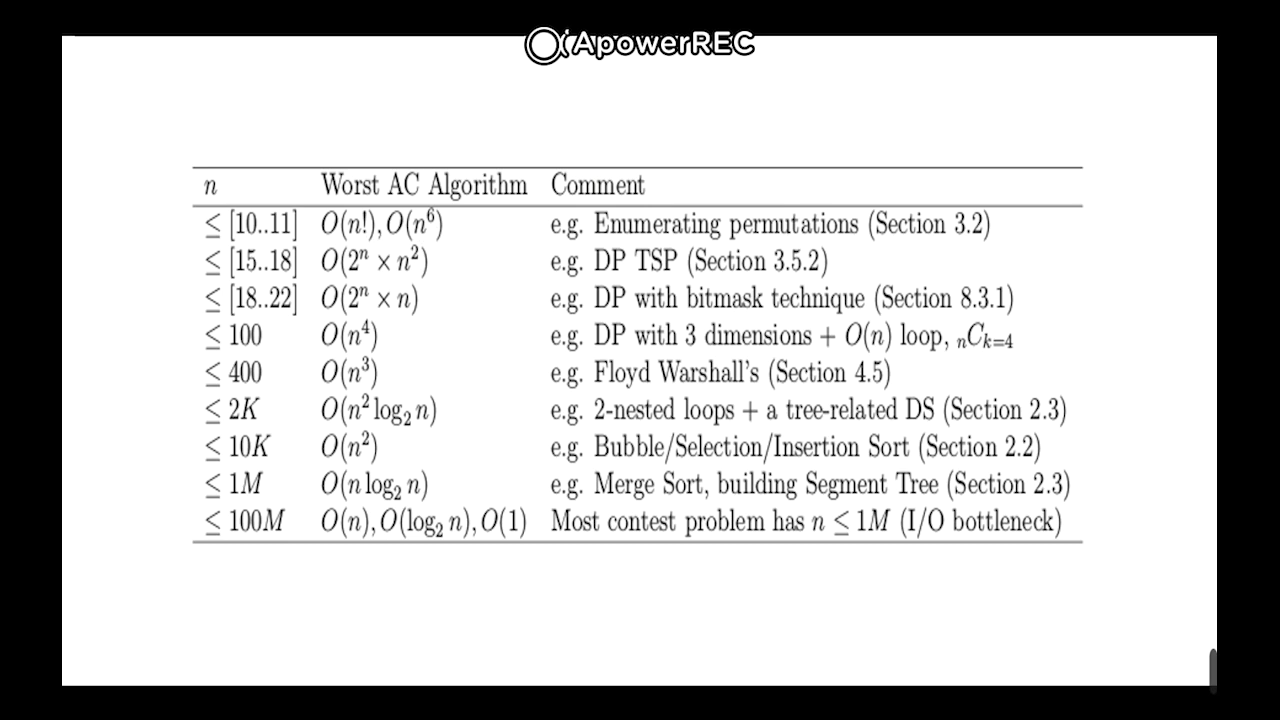 ApowerREC
n Worst AC Algorithm Comment
≤ [10..11] O(n!), O(n⁶) e.g. Enumerating permutations (Section 3.2)
≤ [15..18] O(2ⁿ × n²) e.g. DP TSP (Section 3.5.2)
≤ [18..22] O(2ⁿ × n) e.g. DP with bitmask technique (Section 8.3.1)
≤ 100 O(n⁴) e.g. DP with 3 dimensions + O(n) loop, ₙCₖ₌₄
≤ 400 O(n³) e.g. Floyd Warshall's (Section 4.5)
≤ 2K O(n² log₂ n) e.g. 2-nested loops + a tree-related DS (Section 2.3)
≤ 10K O(n²) e.g. Bubble/Selection/Insertion Sort (Section 2.2)
≤ 1M O(n log₂ n) e.g. Merge Sort, building Segment Tree (Section 2.3)
≤ 100M O(n), O(log₂ n), O(1) Most contest problem has n ≤ 1M (I/O bottleneck)